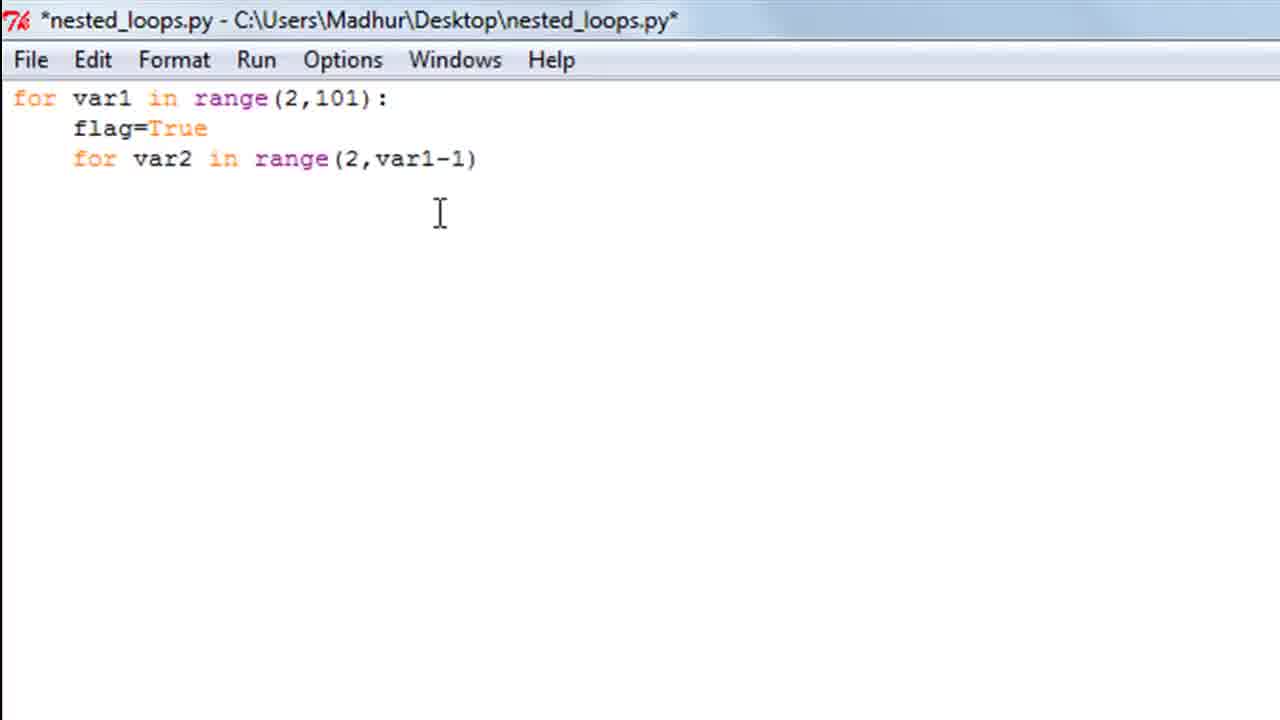 *nested_loops.py - C:\Users\Madhur\Desktop\nested_loops.py*
File Edit Format Run Options Windows Help
for var1 in range(2,101):
    flag=True
    for var2 in range(2,var1-1)